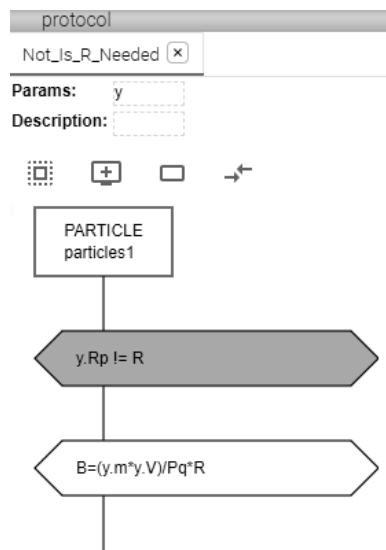 protocol
Not_Is_R_Needed
Params: y
Description:
PARTICLE
particles1
y.Rp != R
B=(y.m*y.V)/Pq*R